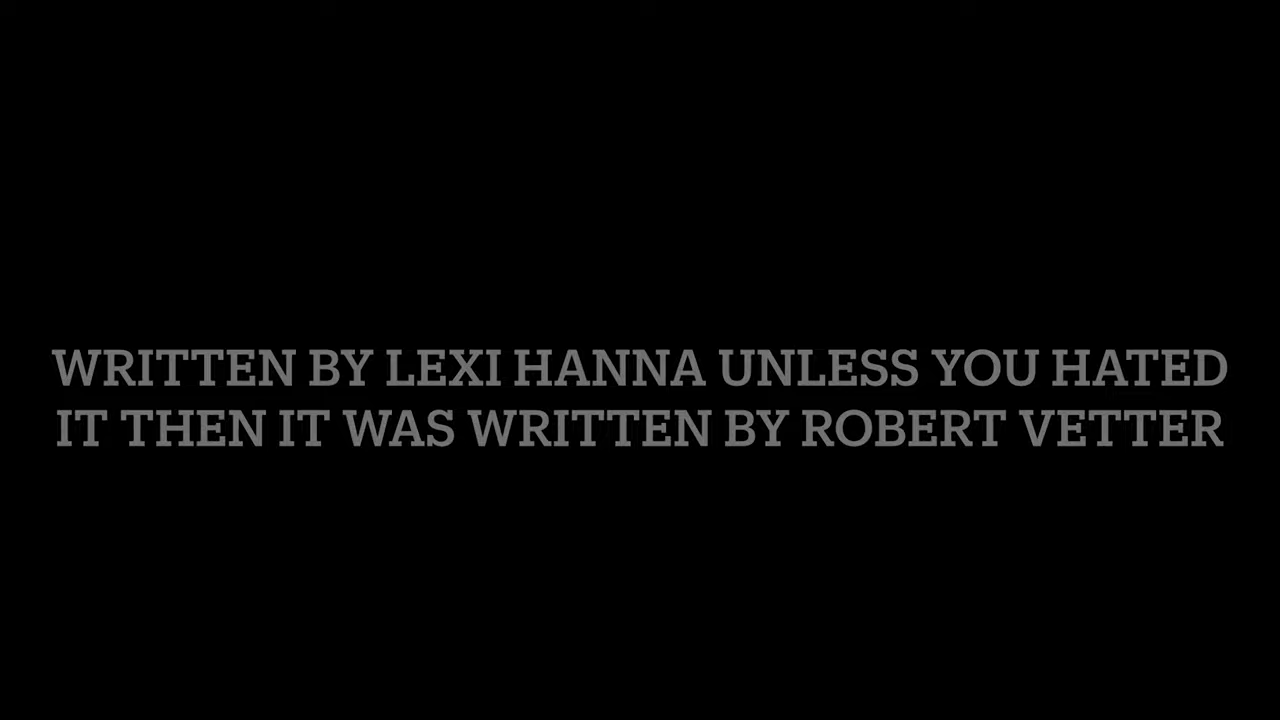 WRITTEN BY LEXI HANNA UNLESS YOU HATED
IT THEN IT WAS WRITTEN BY ROBERT VETTER